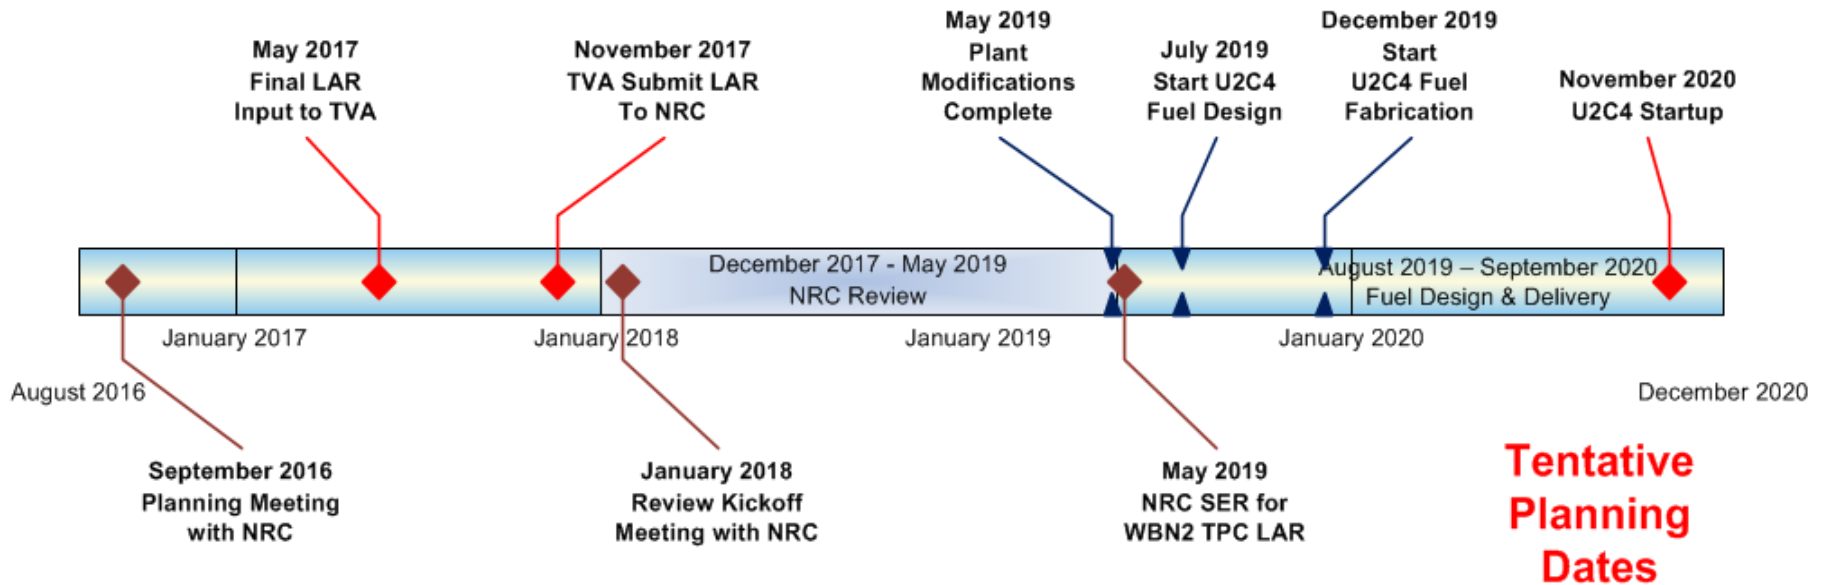 May 2017
Final LAR
Input to TVA
November 2017
TVA Submit LAR
To NRC
May 2019
Plant
Modifications
Complete
July 2019
Start U2C4
Fuel Design
December 2019
Start
U2C4 Fuel
Fabrication
November 2020
U2C4 Startup
December 2017 - May 2019
NRC Review
August 2019 – September 2020
Fuel Design & Delivery
January 2017
January 2018
January 2019
January 2020
August 2016
December 2020
September 2016
Planning Meeting
with NRC
January 2018
Review Kickoff
Meeting with NRC
May 2019
NRC SER for
WBN2 TPC LAR
Tentative
Planning
Dates